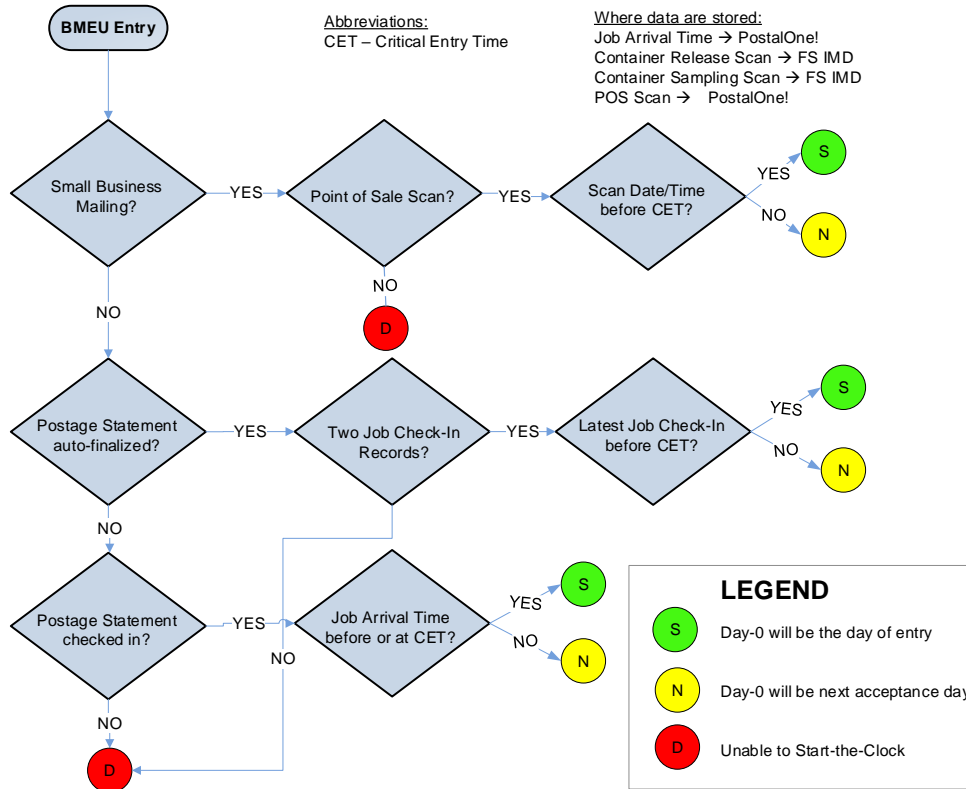 BMEU Entry
Abbreviations:
CET – Critical Entry Time
Where data are stored:
Job Arrival Time → PostalOne!
Container Release Scan → FS IMD
Container Sampling Scan → FS IMD
POS Scan → PostalOne!
Small Business
Mailing?
YES
Point of Sale Scan?
YES
Scan Date/Time
before CET?
YES
S
NO
N
NO
D
NO
Postage Statement
auto-finalized?
YES
Two Job Check-In
Records?
YES
Latest Job Check-In
before CET?
YES
S
NO
N
NO
Postage Statement
checked in?
YES
Job Arrival Time
before or at CET?
YES
S
NO
N
NO
NO
D
LEGEND
S Day-0 will be the day of entry
N Day-0 will be next acceptance day
D Unable to Start-the-Clock